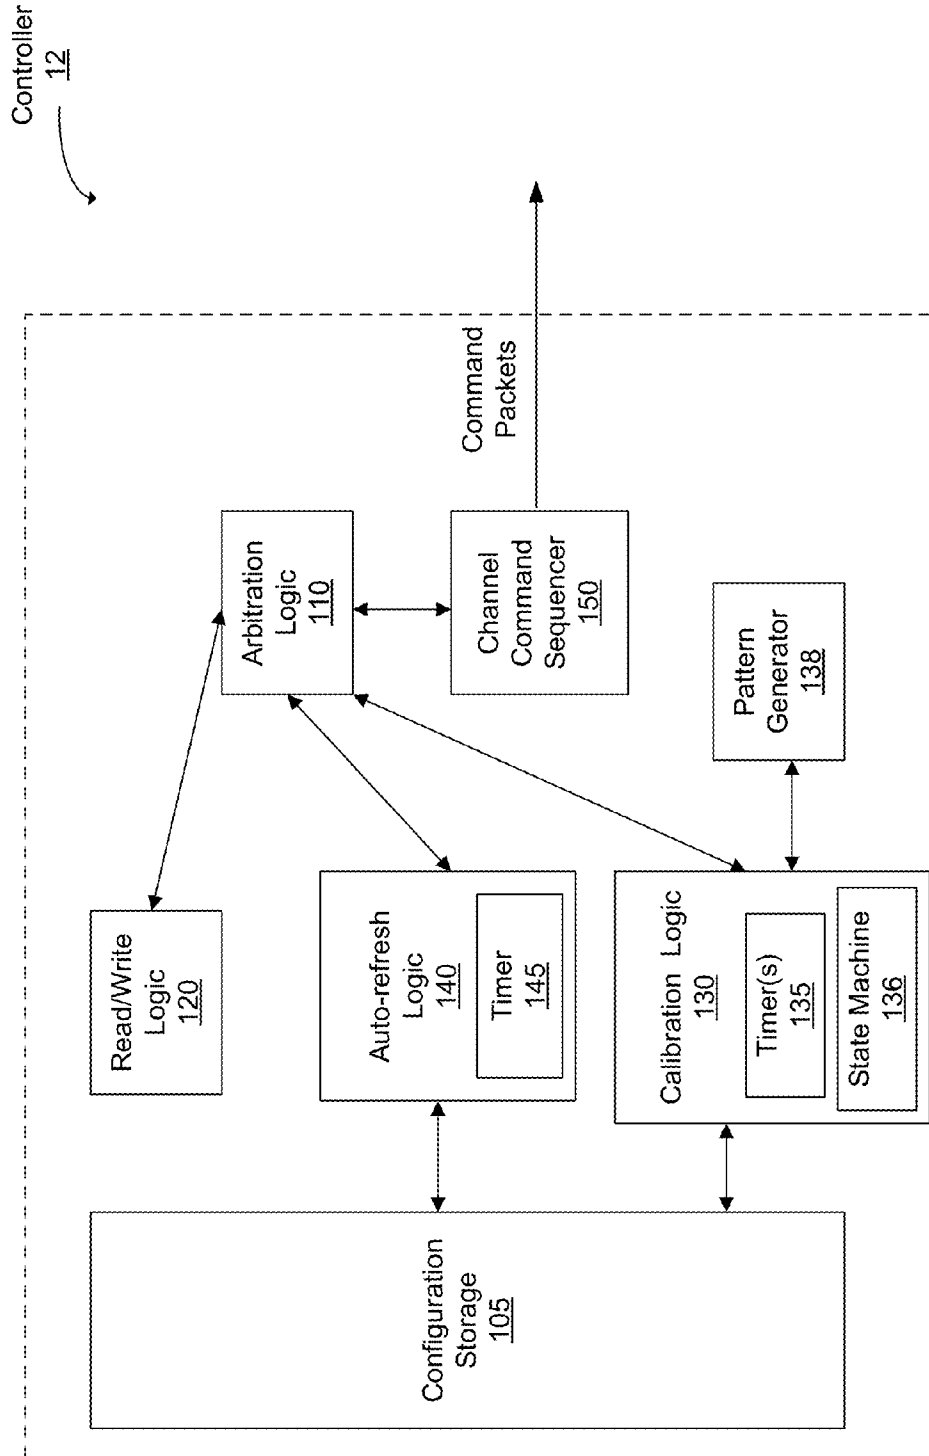 Controller
12
Configuration
Storage
105
Read/Write
Logic
120
Auto-refresh
Logic
140
Timer
145
Calibration Logic
130
Timer(s)
135
State Machine
136
Arbitration
Logic
110
Channel
Command
Sequencer
150
Pattern
Generator
138
Command
Packets